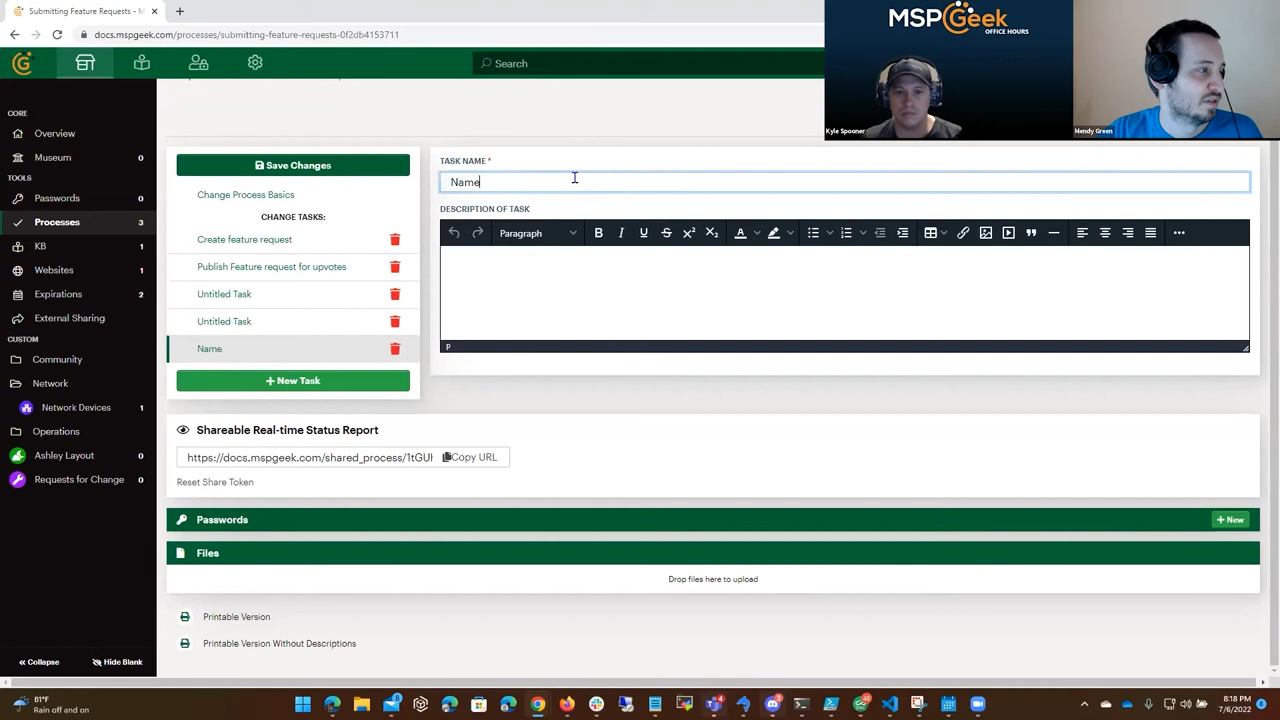 Submitting Feature Requests - M
docs.mspgeek.com/processes/submitting-feature-requests-0f2db4153711
MSPGeek
OFFICE HOURS
Kyle Spooner
Mendy Green
Search
CORE
Overview
Museum 0
TOOLS
Passwords 0
Processes 3
KB 1
Websites 1
Expirations 2
External Sharing
CUSTOM
Community
Network
Network Devices 1
Operations
Ashley Layout 0
Requests for Change 0
« Collapse
Hide Blank
Save Changes
Change Process Basics
CHANGE TASKS:
Create feature request
Publish Feature request for upvotes
Untitled Task
Untitled Task
Name
+ New Task
TASK NAME *
Name
DESCRIPTION OF TASK
Paragraph
P
Shareable Real-time Status Report
https://docs.mspgeek.com/shared_process/1tGUI
Copy URL
Reset Share Token
Passwords
+ New
Files
Drop files here to upload
Printable Version
Printable Version Without Descriptions
81°F
Rain off and on
8:18 PM
7/6/2022